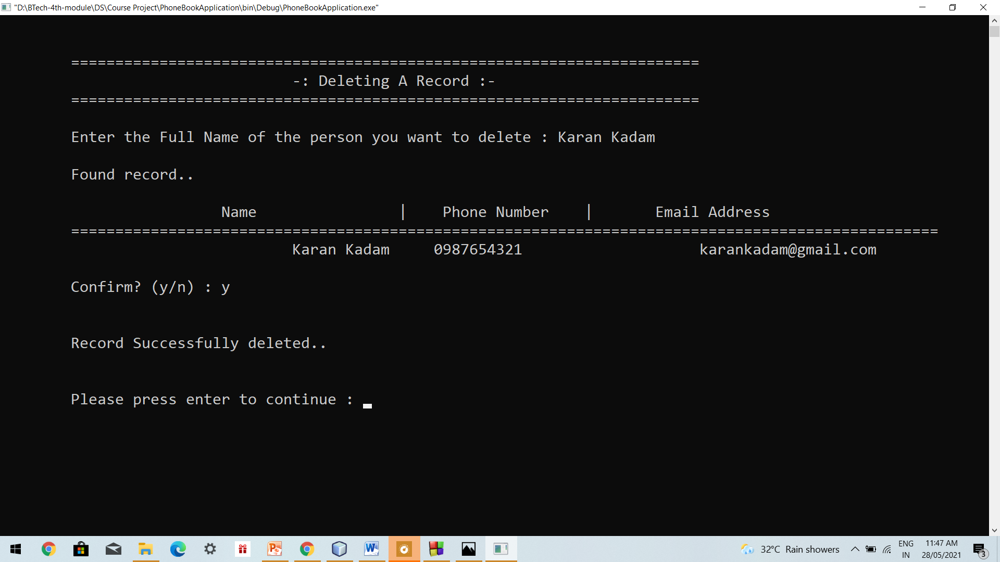 "D:\BTech-4th-module\DS\Course Project\PhoneBookApplication\bin\Debug\PhoneBookApplication.exe"
=======================================================================
-: Deleting A Record :-
=======================================================================
Enter the Full Name of the person you want to delete : Karan Kadam
Found record..
Name | Phone Number | Email Address
==================================================================================================
Karan Kadam 0987654321 karankadam@gmail.com
Confirm? (y/n) : y
Record Successfully deleted..
Please press enter to continue :
32°C Rain showers
ENG
IN
11:47 AM
28/05/2021
3